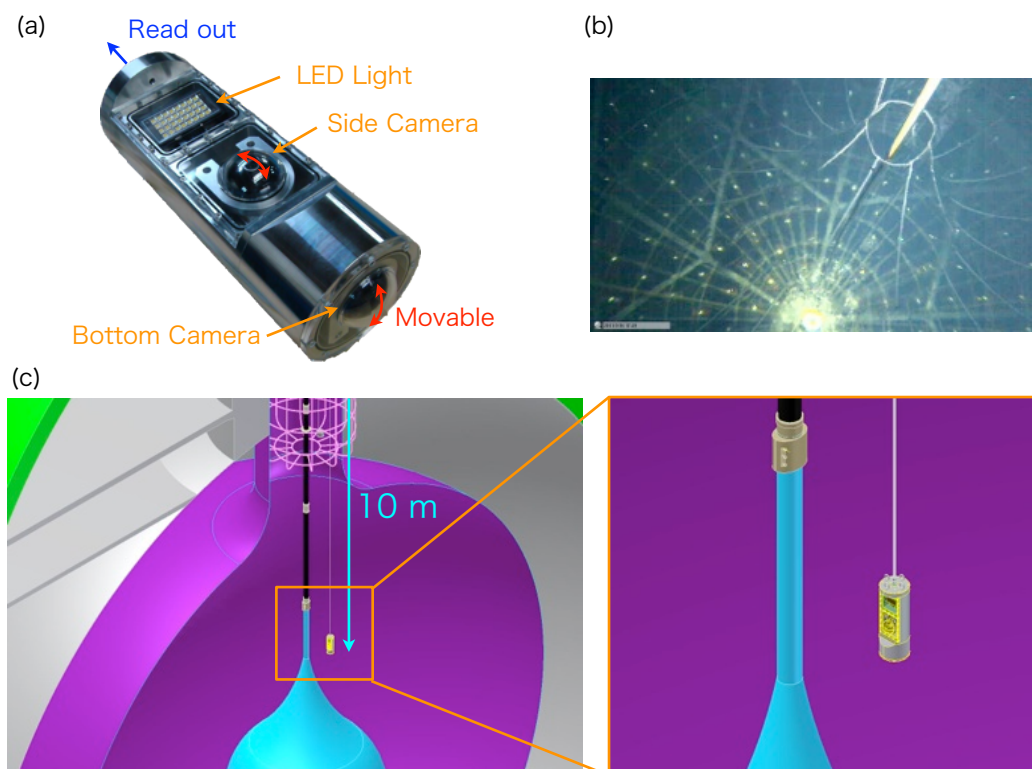 (a)
Read out
LED Light
Side Camera
Bottom Camera
Movable
(b)
(c)
10 m